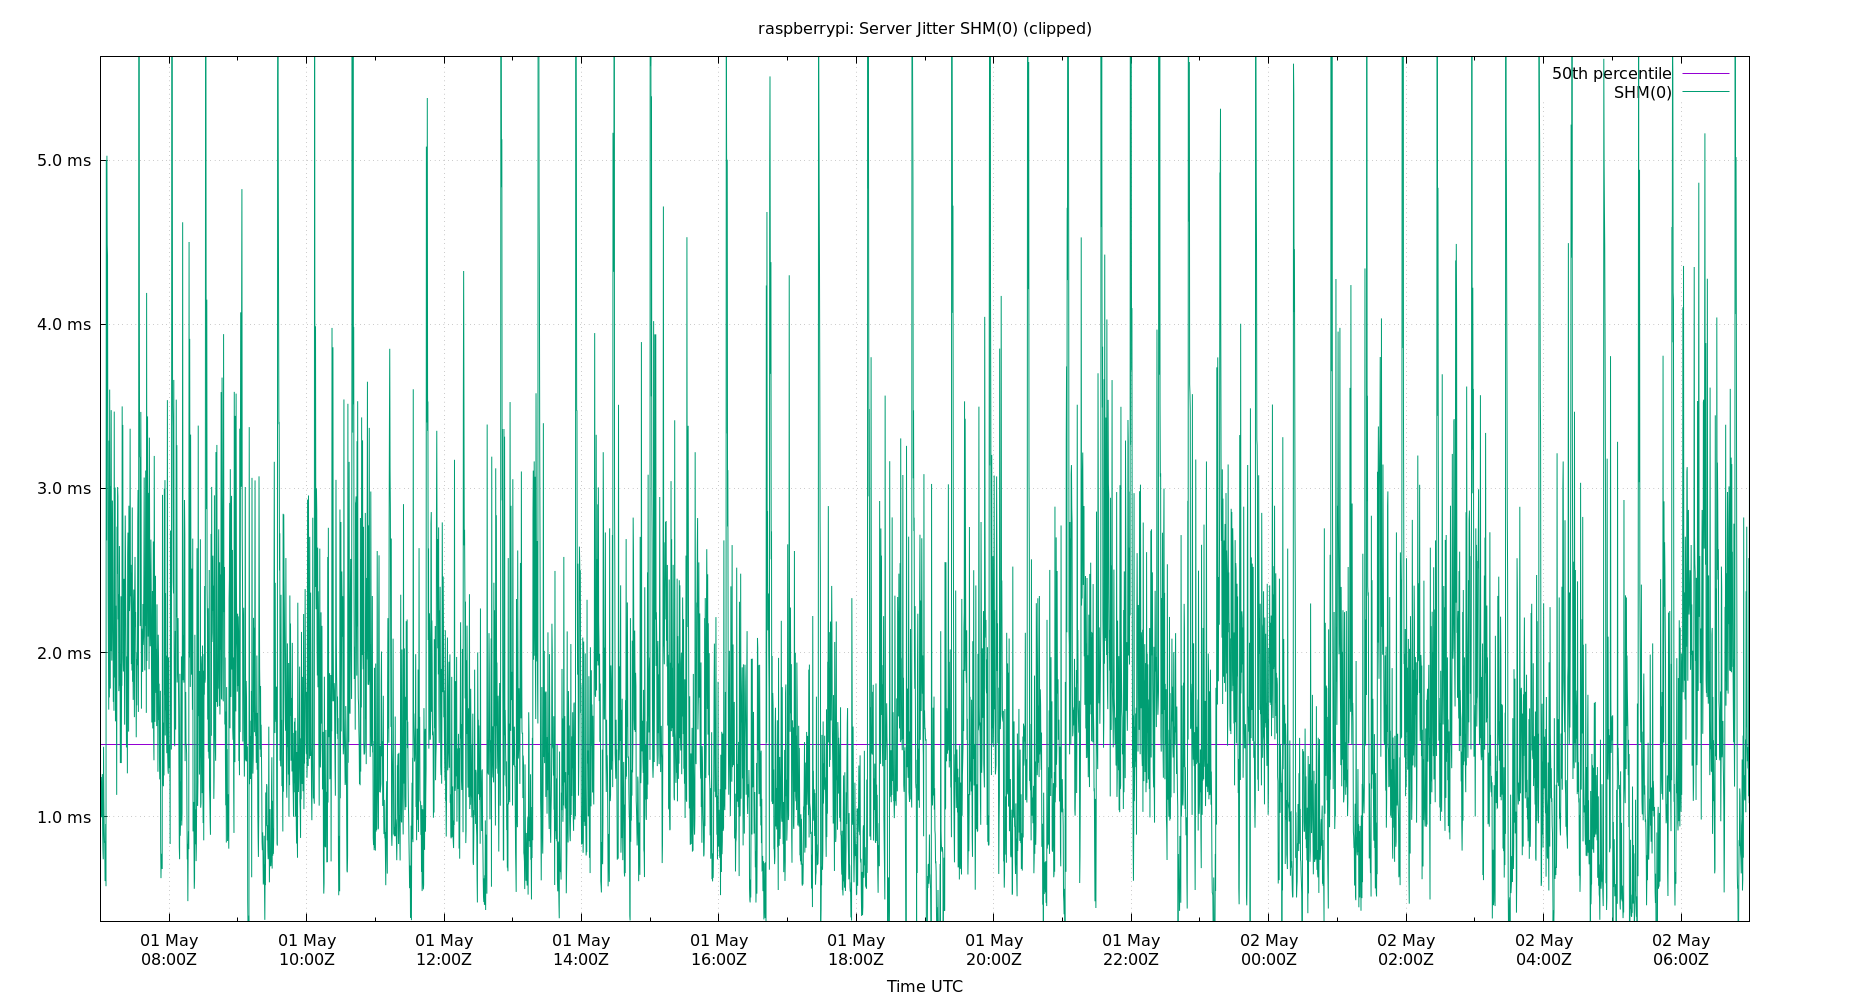 raspberrypi: Server Jitter SHM(0) (clipped)
50th percentile
SHM(0)
5.0 ms
4.0 ms
3.0 ms
2.0 ms
1.0 ms
01 May 01 May 01 May 01 May 01 May 01 May 01 May 01 May 02 May 02 May 02 May 02 May
08:00Z 10:00Z 12:00Z 14:00Z 16:00Z 18:00Z 20:00Z 22:00Z 00:00Z 02:00Z 04:00Z 06:00Z
Time UTC